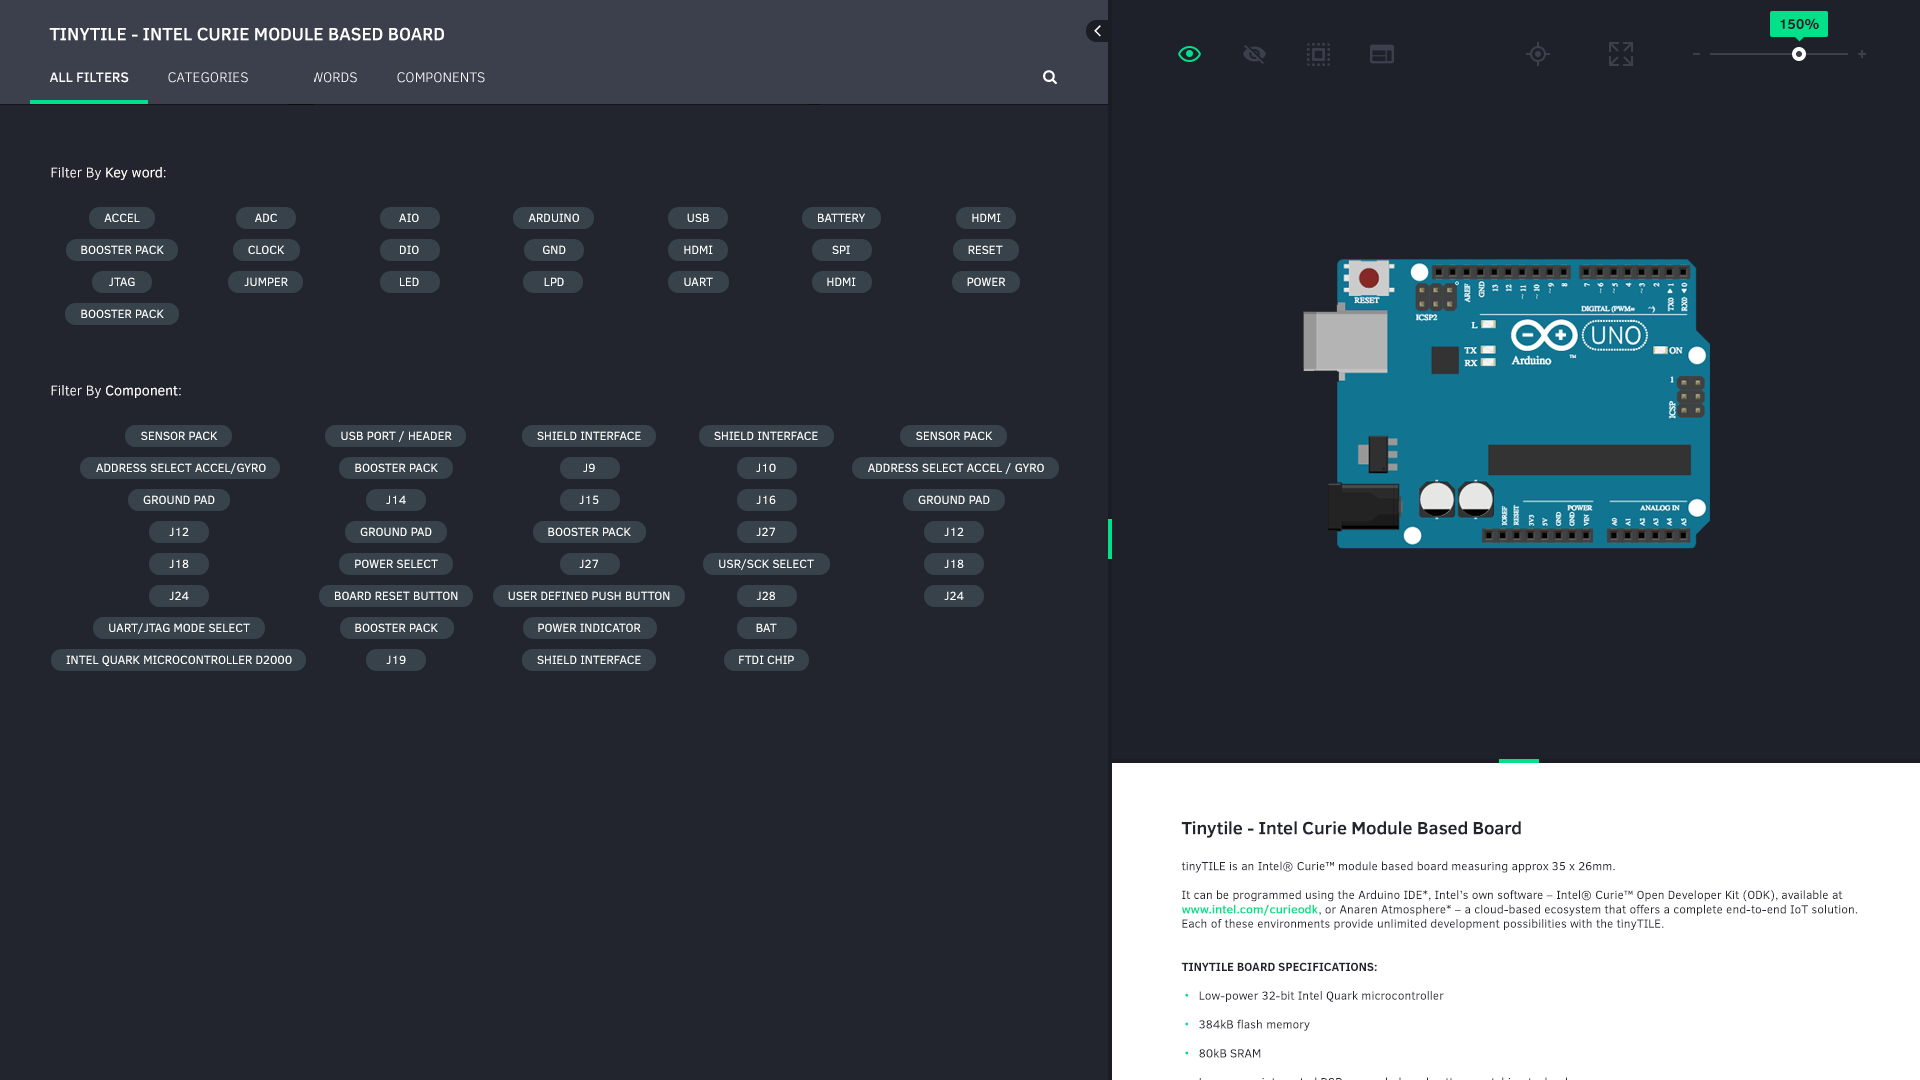 TINYTILE - INTEL CURIE MODULE BASED BOARD
ALL FILTERS CATEGORIES WORDS COMPONENTS
150%
- +
Filter By Key word:
ACCEL ADC AIO ARDUINO USB BATTERY HDMI
BOOSTER PACK CLOCK DIO GND HDMI SPI RESET
JTAG JUMPER LED LPD UART HDMI POWER
BOOSTER PACK
Filter By Component:
SENSOR PACK USB PORT / HEADER SHIELD INTERFACE SHIELD INTERFACE SENSOR PACK
ADDRESS SELECT ACCEL/GYRO BOOSTER PACK J9 J10 ADDRESS SELECT ACCEL / GYRO
GROUND PAD J14 J15 J16 GROUND PAD
J12 GROUND PAD BOOSTER PACK J27 J12
J18 POWER SELECT J27 USR/SCK SELECT J18
J24 BOARD RESET BUTTON USER DEFINED PUSH BUTTON J28 J24
UART/JTAG MODE SELECT BOOSTER PACK POWER INDICATOR BAT
INTEL QUARK MICROCONTROLLER D2000 J19 SHIELD INTERFACE FTDI CHIP
RESET
ICSP2
AREF GND 13 12 ~11 ~10 ~9 8 7 ~6 ~5 4 ~3 2 TX0 ▶ 1 RX0 ◀ 0
DIGITAL (PWM= ~)
L
TX
RX
UNO
Arduino ™
ON
1
ICSP
POWER ANALOG IN
IOREF RESET 3V3 5V GND GND VIN A0 A1 A2 A3 A4 A5
Tinytile - Intel Curie Module Based Board
tinyTILE is an Intel® Curie™ module based board measuring approx 35 x 26mm.
It can be programmed using the Arduino IDE*, Intel's own software – Intel® Curie™ Open Developer Kit (ODK), available at
www.intel.com/curieodk, or Anaren Atmosphere* – a cloud-based ecosystem that offers a complete end-to-end IoT solution.
Each of these environments provide unlimited development possibilities with the tinyTILE.
TINYTILE BOARD SPECIFICATIONS:
• Low-power 32-bit Intel Quark microcontroller
• 384kB flash memory
• 80kB SRAM